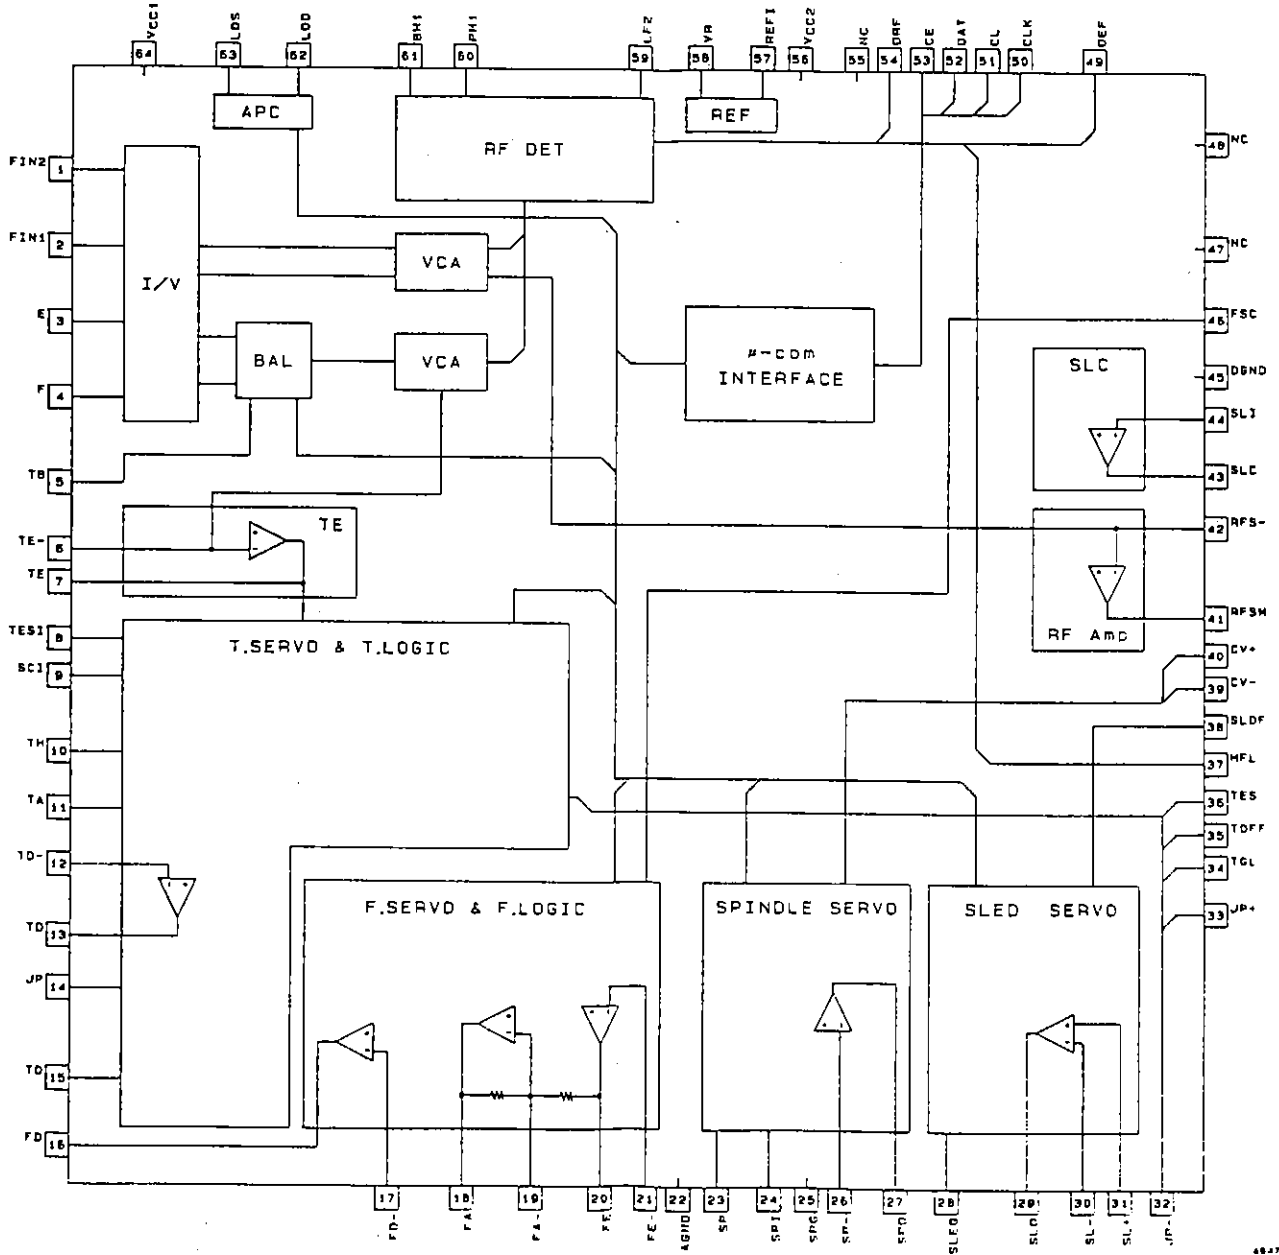 VCC1
LDS
LDD
BH1
PH1
LF2
VR
REFI
VCC2
NC
DRF
CE
DAT
CL
CLK
DEF
64
63
62
61
60
59
58
57
56
55
54
53
52
51
50
49
APC
REF
RF DET
FIN2 1
48 NC
FIN1 2
47 NC
I/V
VCA
E 3
46 FSC
BAL
VCA
μ-com
INTERFACE
SLC
45 DGND
F 4
44 SLI
TB 5
43 SLC
TE
42 RFS-
TE- 6
TE 7
41 RFSM
TESI 8
T.SERVO & T.LOGIC
RF Amp
40 CV+
SCI 9
39 CV-
38 SLOF
TH 10
37 HFL
TA 11
36 TES
35 TOFF
TD- 12
34 TGL
F.SERVO & F.LOGIC
SPINDLE SERVO
SLED SERVO
33 JP+
TD 13
JP 14
TO 15
FD 16
17
18
19
20
21
22
23
24
25
26
27
28
29
30
31
32
FD-
FA
FA-
FE
FE-
AGND
SP
SPI
SPG
SP-
SPD
SLEQ
SLD
SL-
SL+
JP-